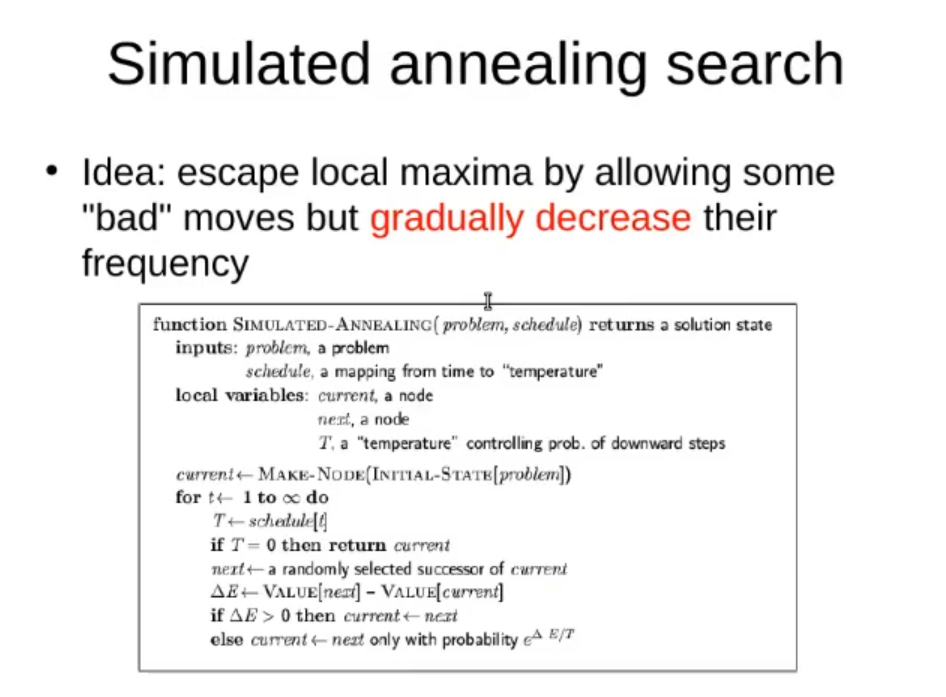 Simulated annealing search
• Idea: escape local maxima by allowing some
"bad" moves but gradually decrease their
frequency
function SIMULATED-ANNEALING( problem, schedule) returns a solution state
inputs: problem, a problem
schedule, a mapping from time to "temperature"
local variables: current, a node
next, a node
T, a "temperature" controlling prob. of downward steps
current ← MAKE-NODE(INITIAL-STATE[problem])
for t ← 1 to ∞ do
T ← schedule[t]
if T = 0 then return current
next ← a randomly selected successor of current
ΔE ← VALUE[next] – VALUE[current]
if ΔE > 0 then current ← next
else current ← next only with probability e^Δ E/T